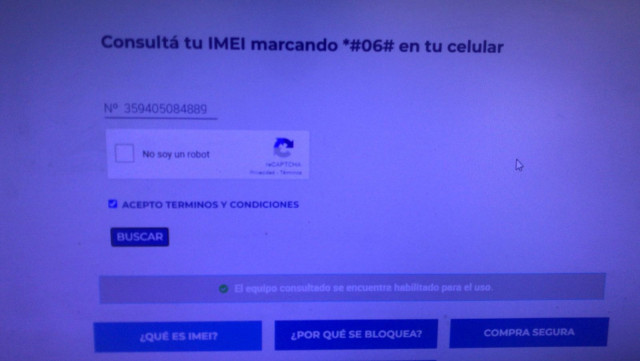 Consultá tu IMEI marcando *#06# en tu celular
Nº 359405084889
No soy un robot
reCAPTCHA
Privacidad - Términos
ACEPTO TERMINOS Y CONDICIONES
BUSCAR
El equipo consultado se encuentre habilitado para el uso.
¿QUÉ ES IMEI?
¿POR QUÉ SE BLOQUEA?
COMPRA SEGURA